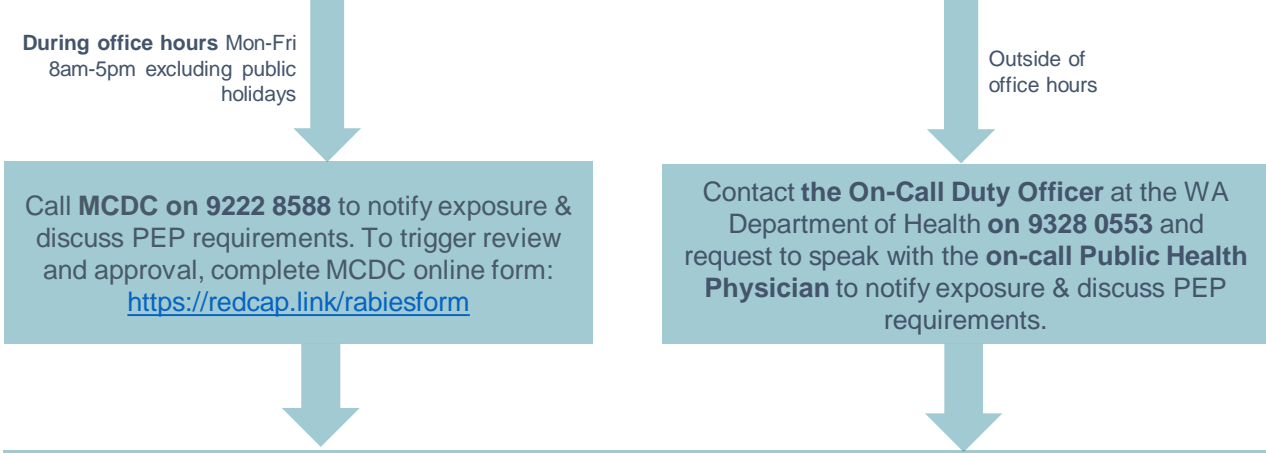 During office hours Mon-Fri
8am-5pm excluding public
holidays
Outside of
office hours
Call MCDC on 9222 8588 to notify exposure &
discuss PEP requirements. To trigger review
and approval, complete MCDC online form:
https://redcap.link/rabiesform
Contact the On-Call Duty Officer at the WA
Department of Health on 9328 0553 and
request to speak with the on-call Public Health
Physician to notify exposure & discuss PEP
requirements.